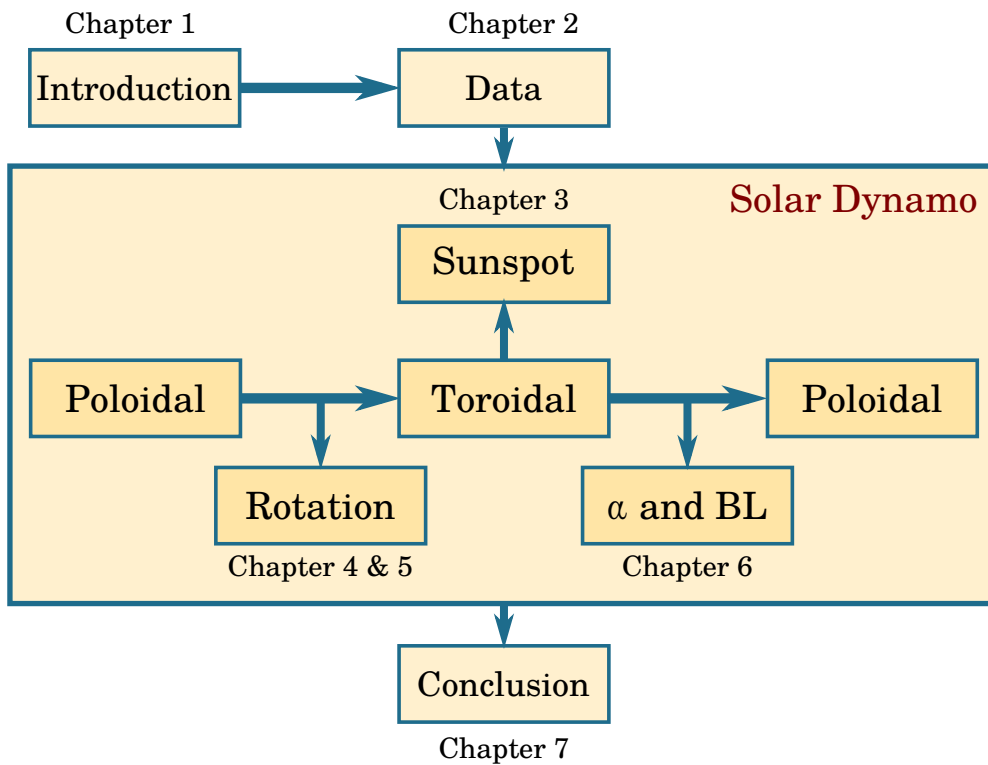 Chapter 1
Chapter 2
Introduction
Data
Chapter 3
Solar Dynamo
Sunspot
Poloidal
Toroidal
Poloidal
Rotation
α and BL
Chapter 4 & 5
Chapter 6
Conclusion
Chapter 7